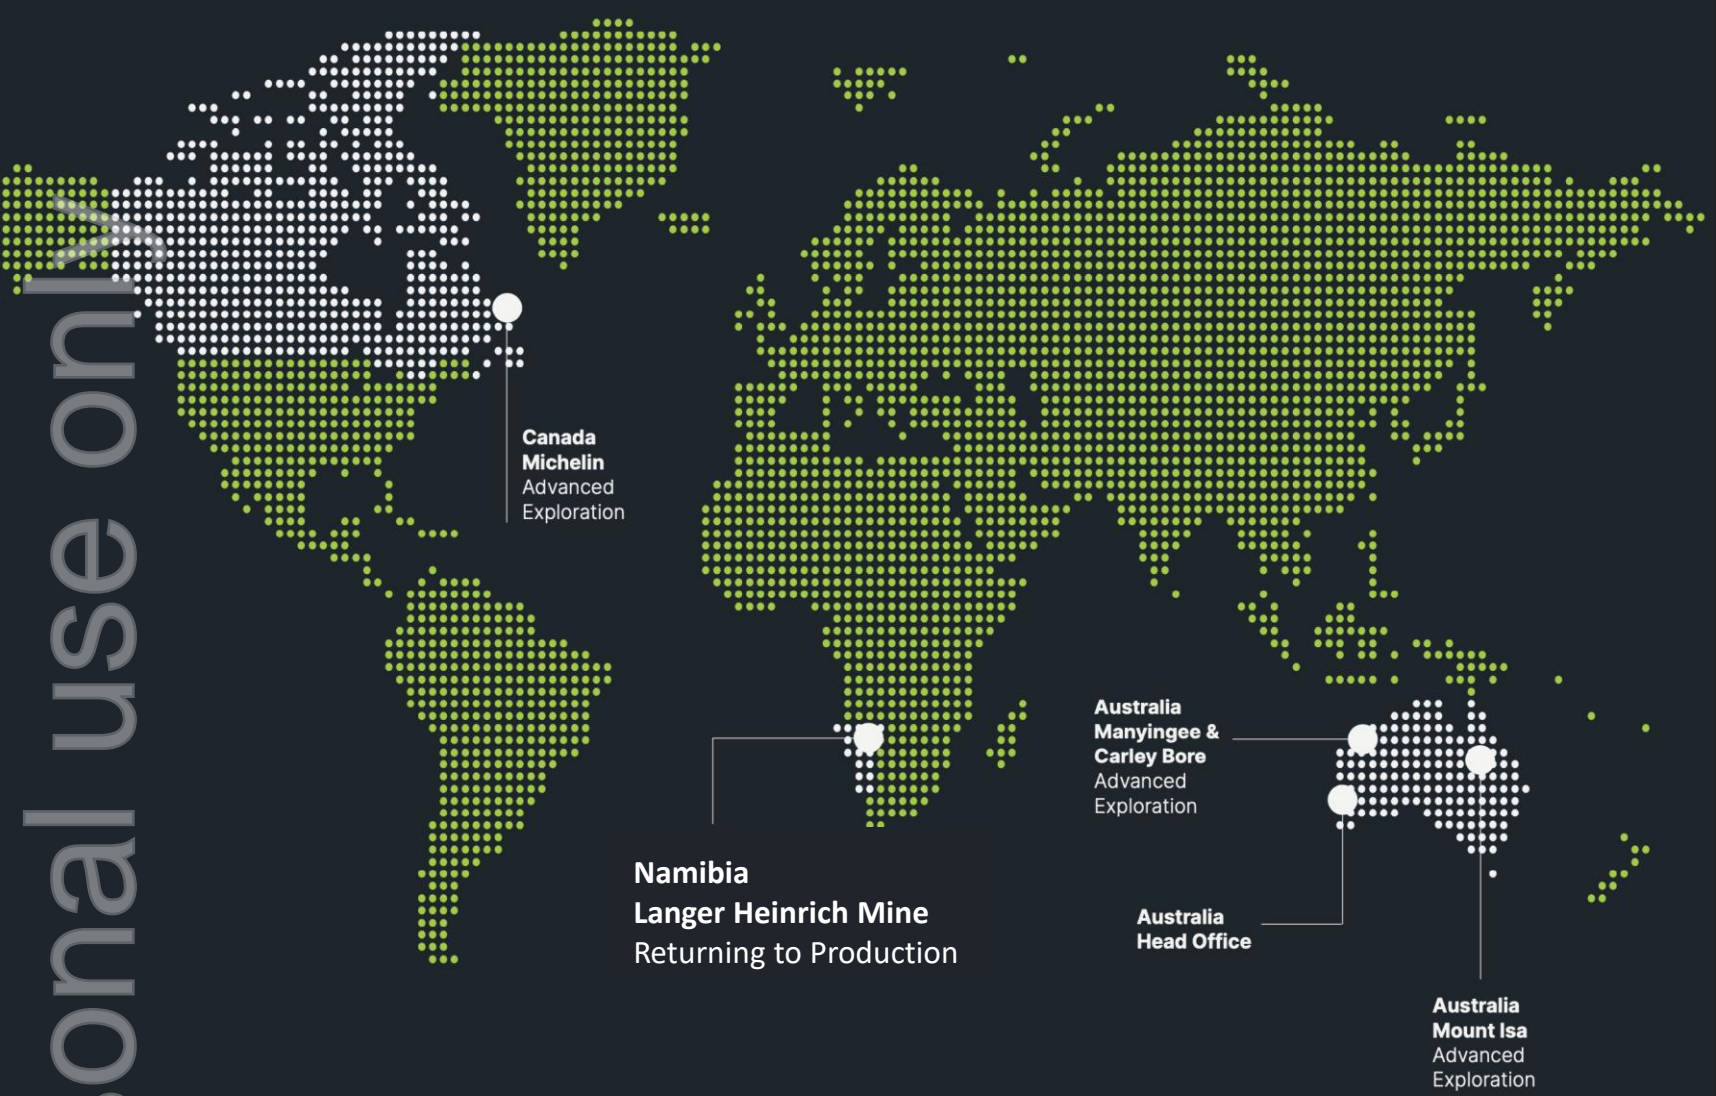 Canada
Michelin
Advanced
Exploration
Australia
Manyingee &
Carley Bore
Advanced
Exploration
Namibia
Langer Heinrich Mine
Returning to Production
Australia
Head Office
Australia
Mount Isa
Advanced
Exploration
onal use only